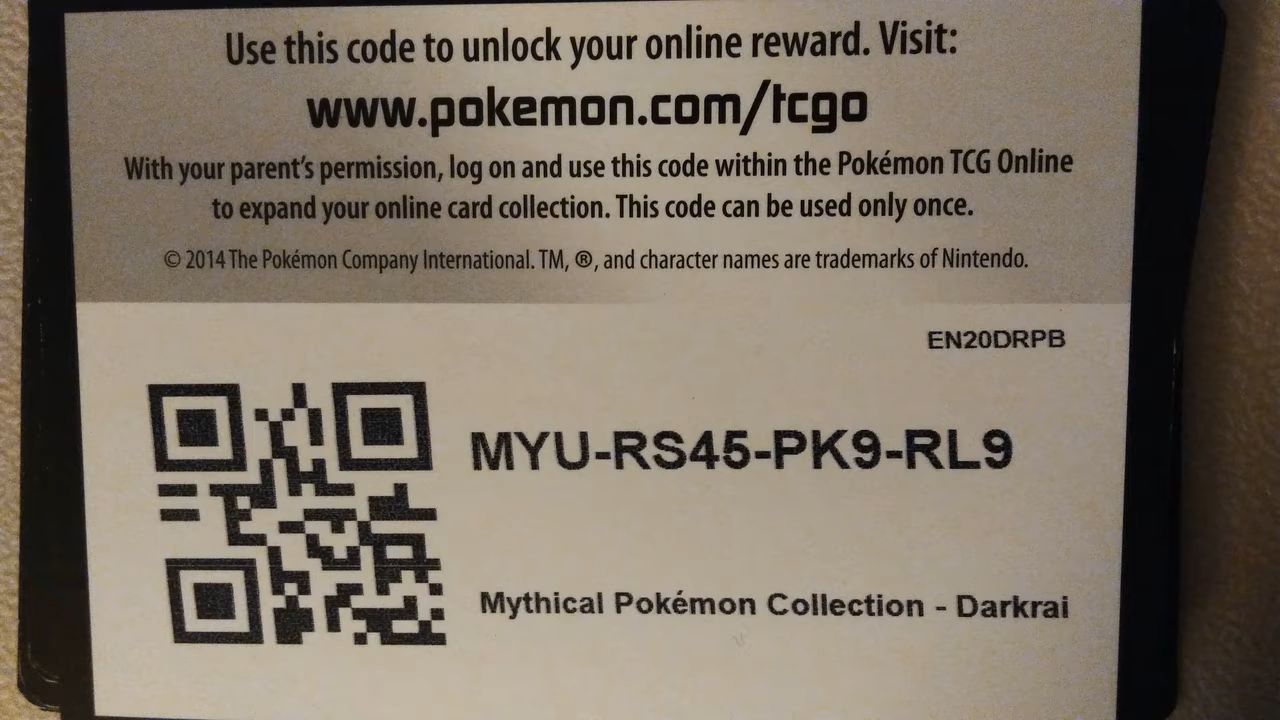 Use this code to unlock your online reward. Visit:
www.pokemon.com/tcgo
With your parent's permission, log on and use this code within the Pokémon TCG Online
to expand your online card collection. This code can be used only once.
© 2014 The Pokémon Company International. TM, ®, and character names are trademarks of Nintendo.
EN20DRPB
MYU-RS45-PK9-RL9
Mythical Pokémon Collection - Darkrai